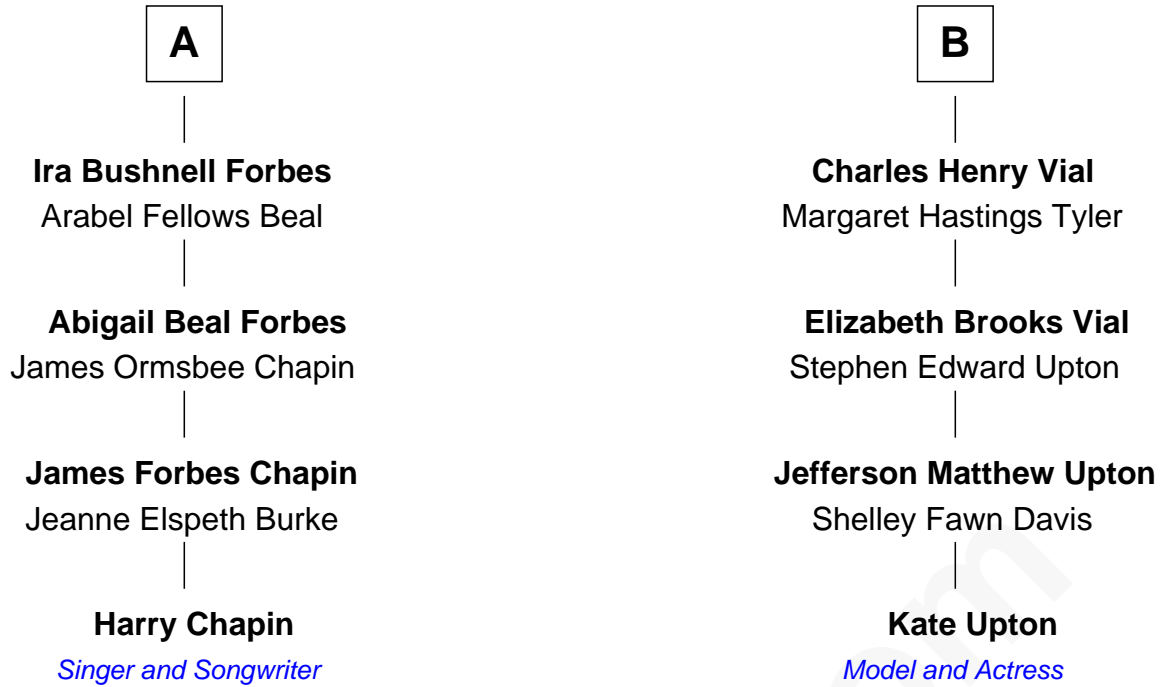 A
Ira Bushnell Forbes
Arabel Fellows Beal
Abigail Beal Forbes
James Ormsbee Chapin
James Forbes Chapin
Jeanne Elspeth Burke
Harry Chapin
Singer and Songwriter
B
Charles Henry Vial
Margaret Hastings Tyler
Elizabeth Brooks Vial
Stephen Edward Upton
Jefferson Matthew Upton
Shelley Fawn Davis
Kate Upton
Model and Actress